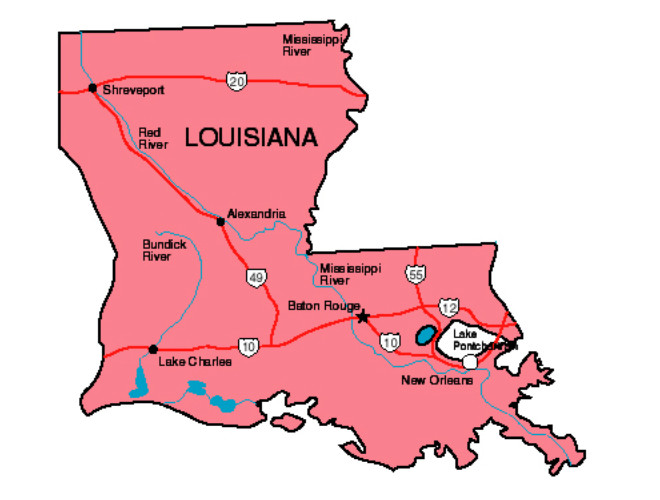 Mississippi
River
20
Shreveport
Red
River
LOUISIANA
Alexandria
Bundick
River
Mississippi
River
49
55
Baton Rouge
12
Lake
10
10
Lake Charles
New Orleans